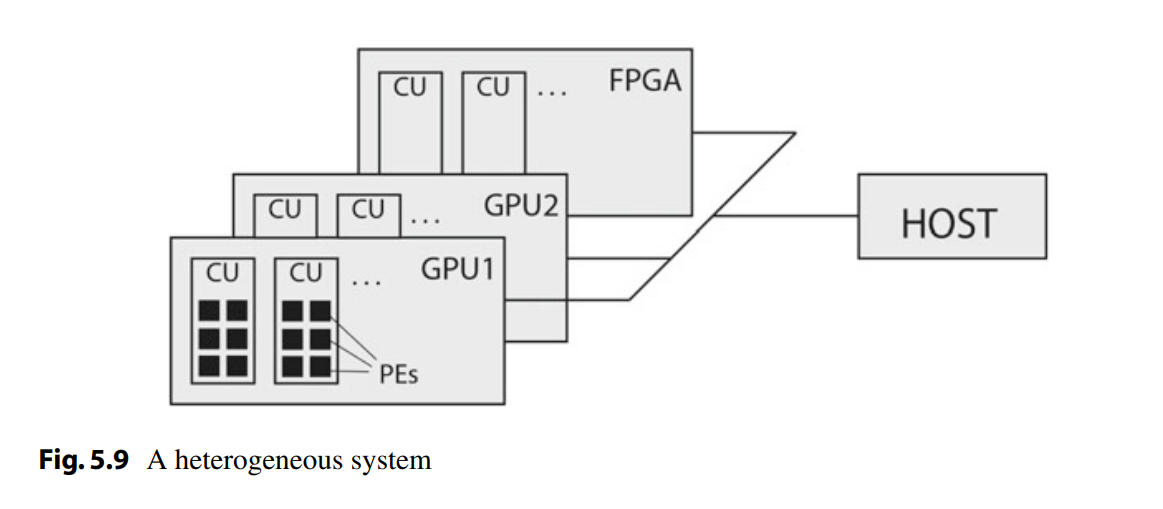 CU CU ... FPGA
CU CU ... GPU2
HOST
CU CU ... GPU1
PEs
Fig. 5.9 A heterogeneous system